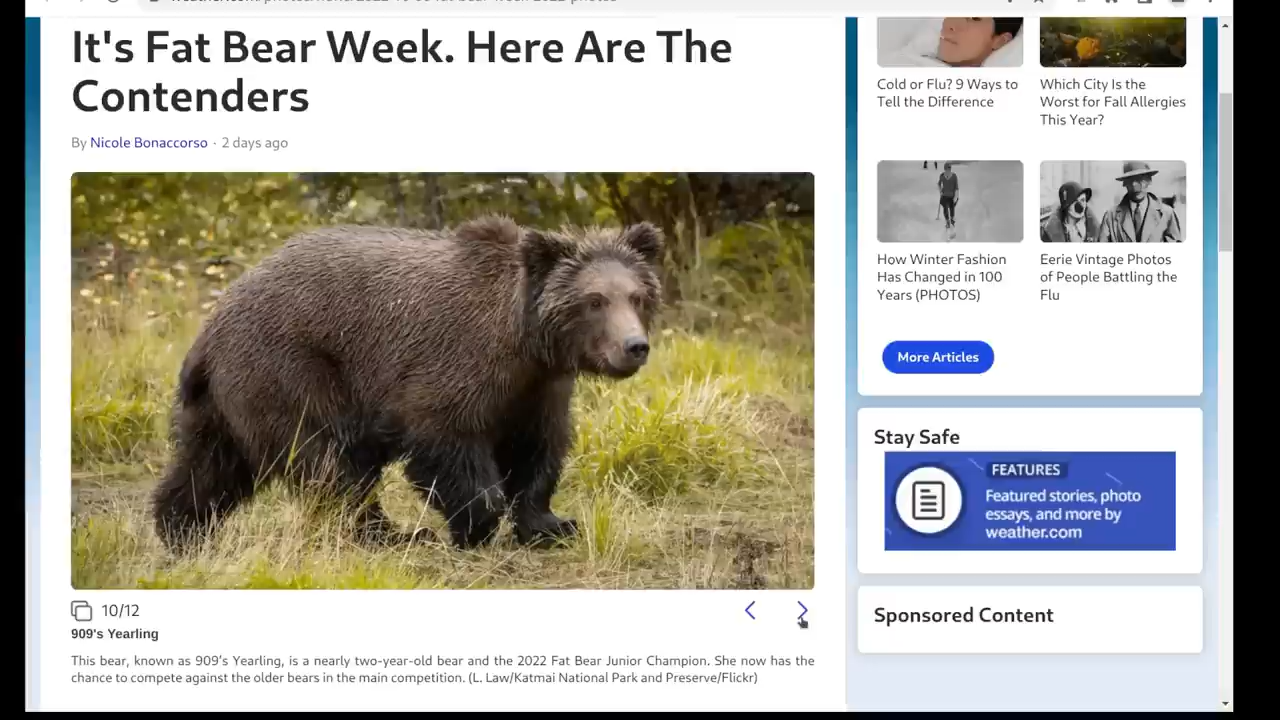 It's Fat Bear Week. Here Are The
Contenders
By Nicole Bonaccorso · 2 days ago
10/12
909's Yearling
This bear, known as 909's Yearling, is a nearly two-year-old bear and the 2022 Fat Bear Junior Champion. She now has the
chance to compete against the older bears in the main competition. (L. Law/Katmai National Park and Preserve/Flickr)
Cold or Flu? 9 Ways to
Tell the Difference
Which City Is the
Worst for Fall Allergies
This Year?
How Winter Fashion
Has Changed in 100
Years (PHOTOS)
Eerie Vintage Photos
of People Battling the
Flu
More Articles
Stay Safe
FEATURES
Featured stories, photo
essays, and more by
weather.com
Sponsored Content